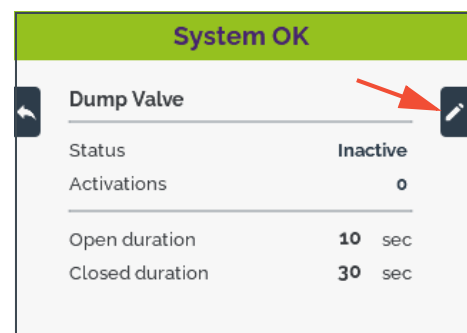 System OK
Dump Valve
Status Inactive
Activations 0
Open duration 10 sec
Closed duration 30 sec